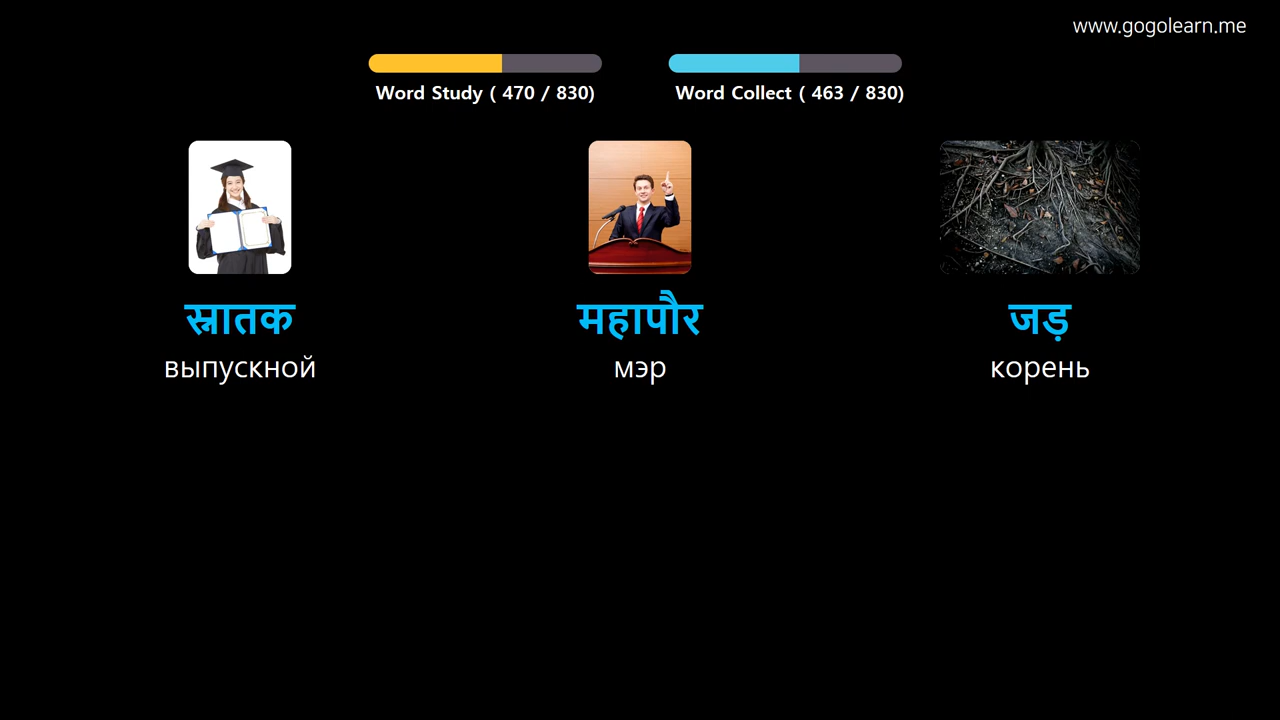 www.gogolearn.me
Word Study ( 470 / 830)
Word Collect ( 463 / 830)
स्नातक
महापौर
जड़
выпускной
мэр
корень